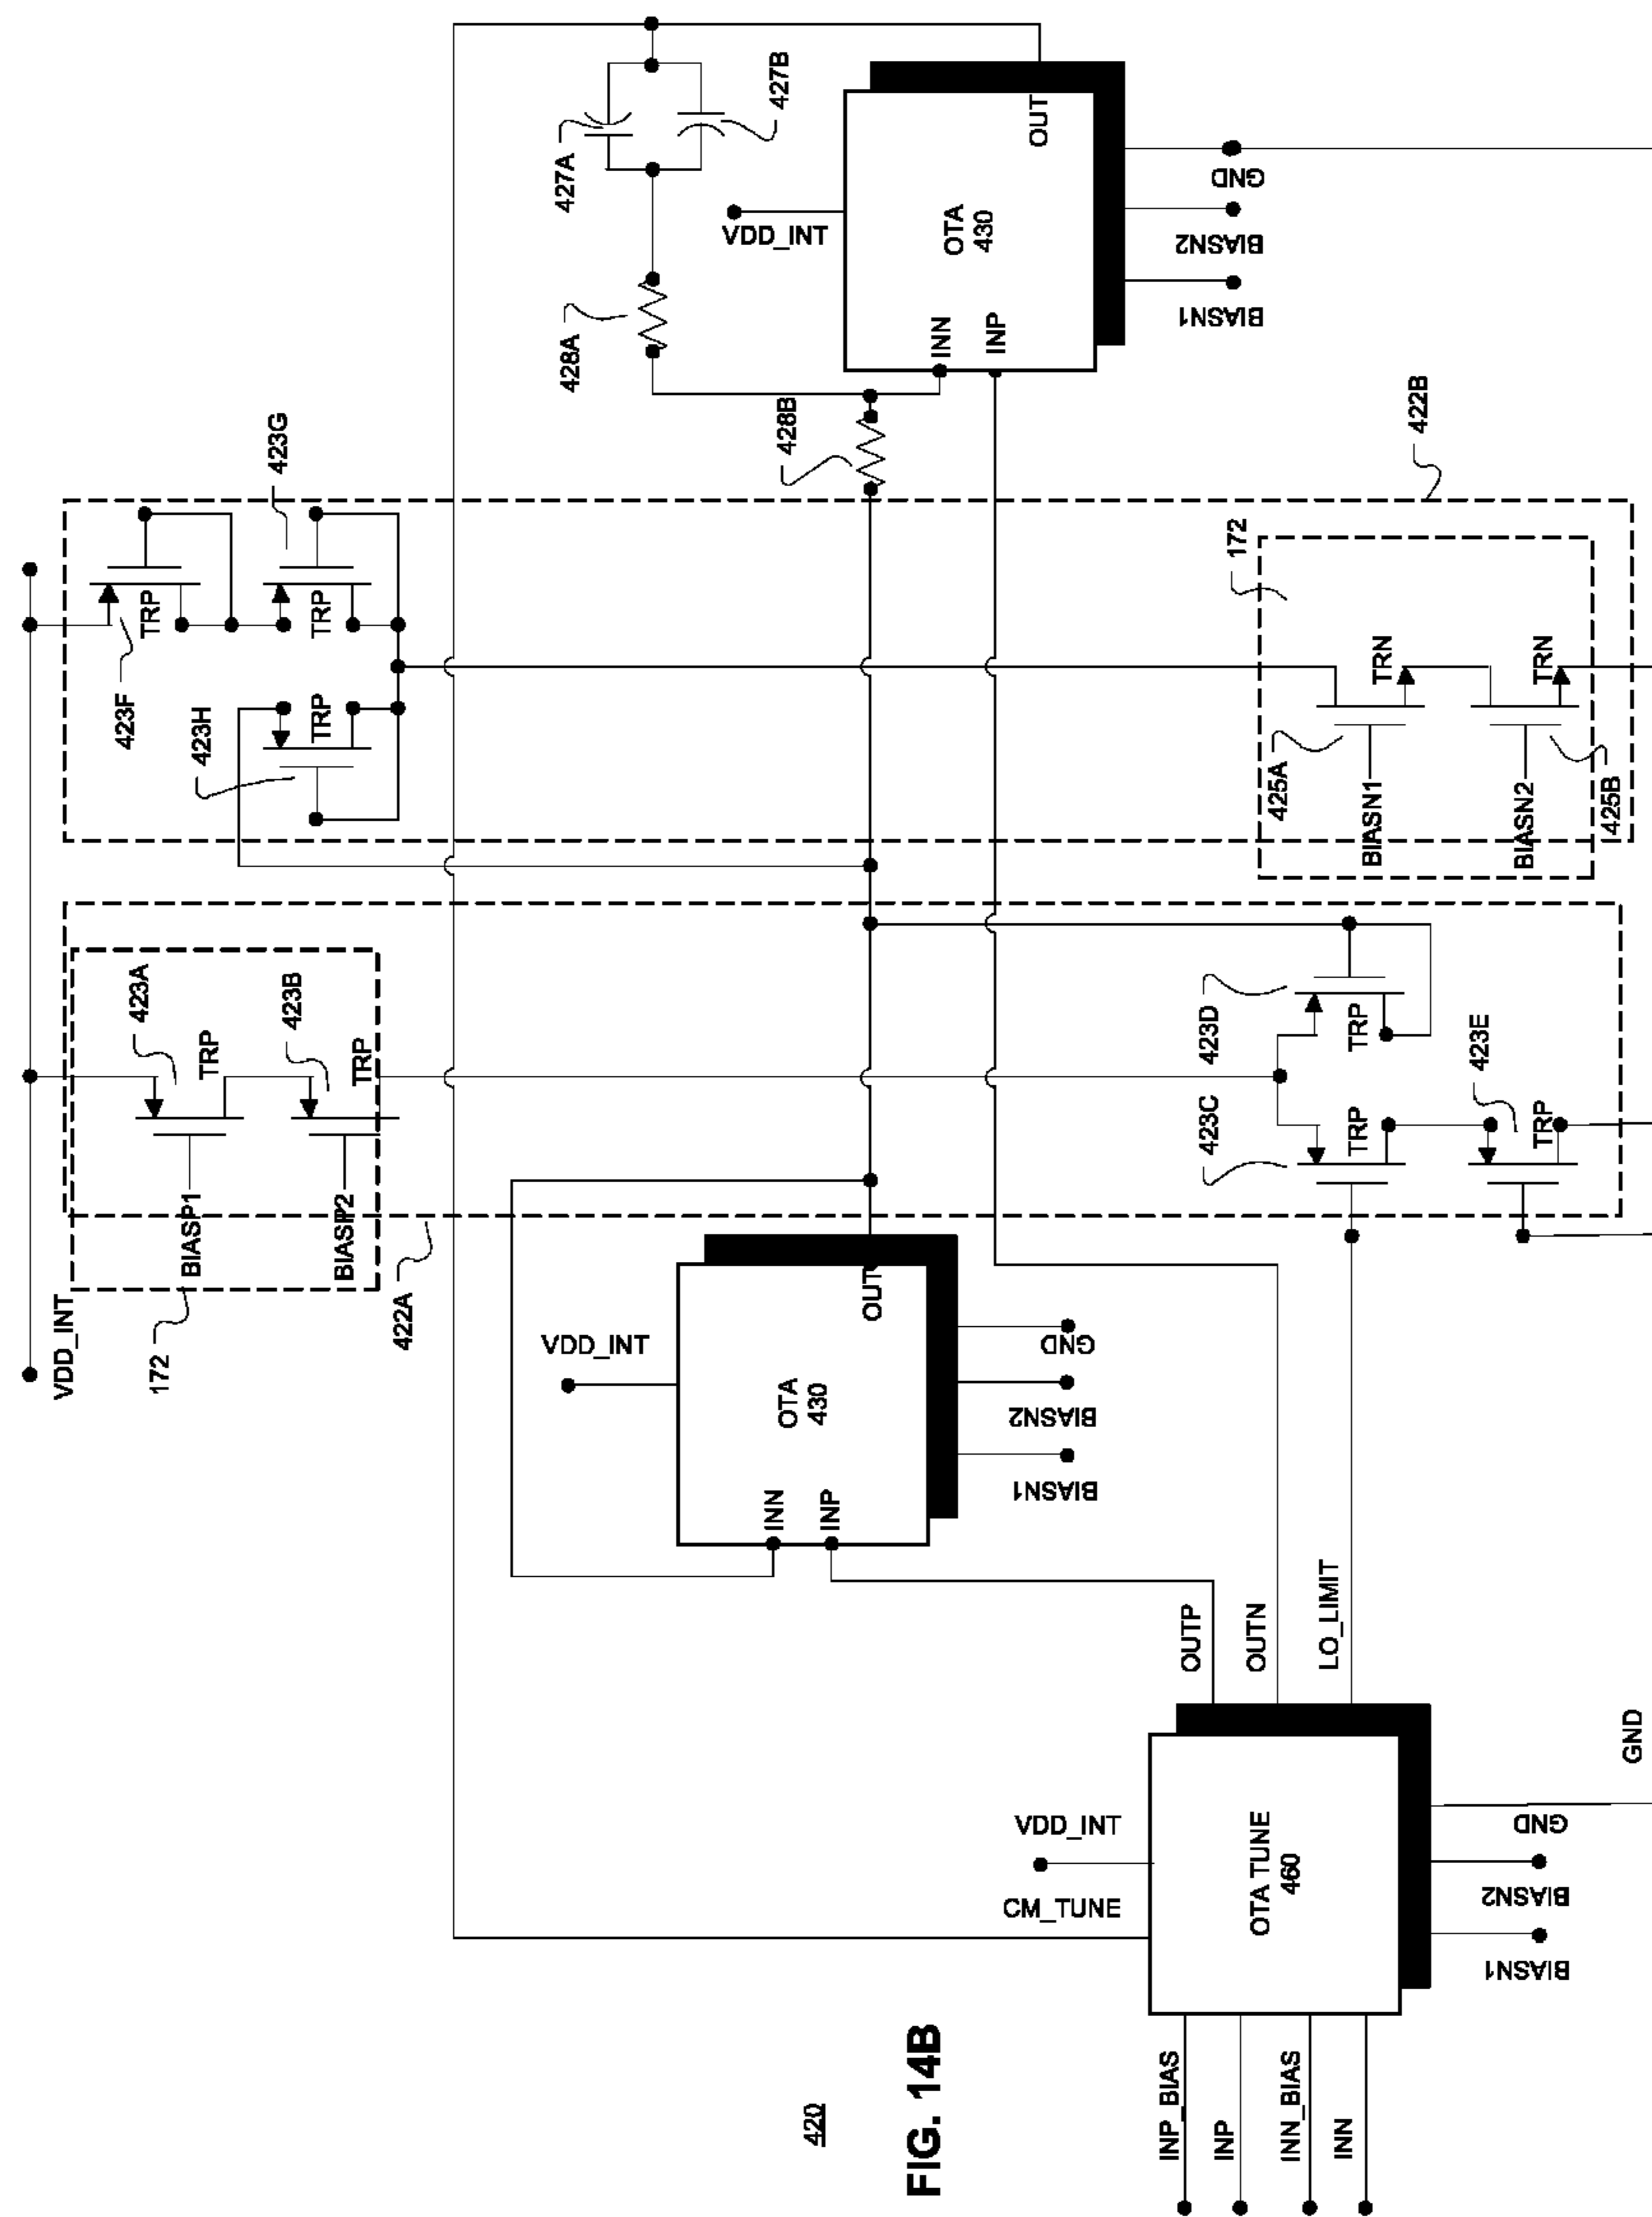 427B
427A
OUT
GND
VDD_INT
OTA
430
BIASN2
428A
BIASN1
INN
INP
423G
428B
422B
172
TRP
TRP
TRN
TRN
423F
423H
TRP
425A
425B
BIASN1
BIASN2
423A
423B
TRP
TRP
423D
TRP
423E
423C
TRP
TRP
BIASP1
BIASP2
422A
172
VDD_INT
OUT
VDD_INT
GND
OTA
430
BIASN2
BIASN1
INN
INP
OUTP
OUTN
LO_LIMIT
GND
VDD_INT
GND
OTA TUNE
460
CM_TUNE
BIASN2
BIASN1
INP_BIAS
INP
INN_BIAS
INN
420
FIG. 14B